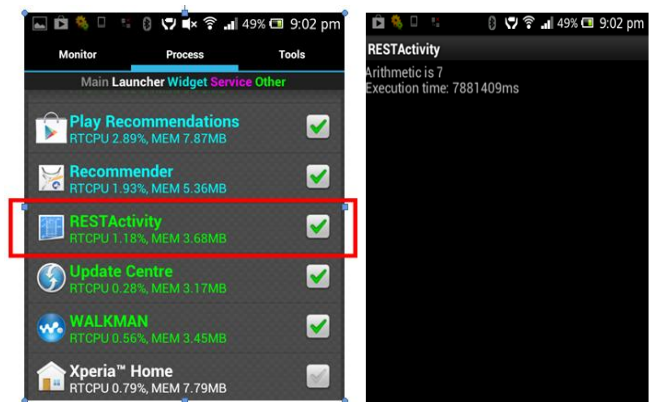 49% 9:02 pm
Monitor Process Tools
Main Launcher Widget Service Other
Play Recommendations
RTCPU 2.89%, MEM 7.87MB
Recommender
RTCPU 1.93%, MEM 5.36MB
RESTActivity
RTCPU 1.18%, MEM 3.68MB
Update Centre
RTCPU 0.28%, MEM 3.17MB
WALKMAN
RTCPU 0.56%, MEM 3.45MB
Xperia™ Home
RTCPU 0.79%, MEM 7.79MB
49% 9:02 pm
RESTActivity
Arithmetic is 7
Execution time: 7881409ms